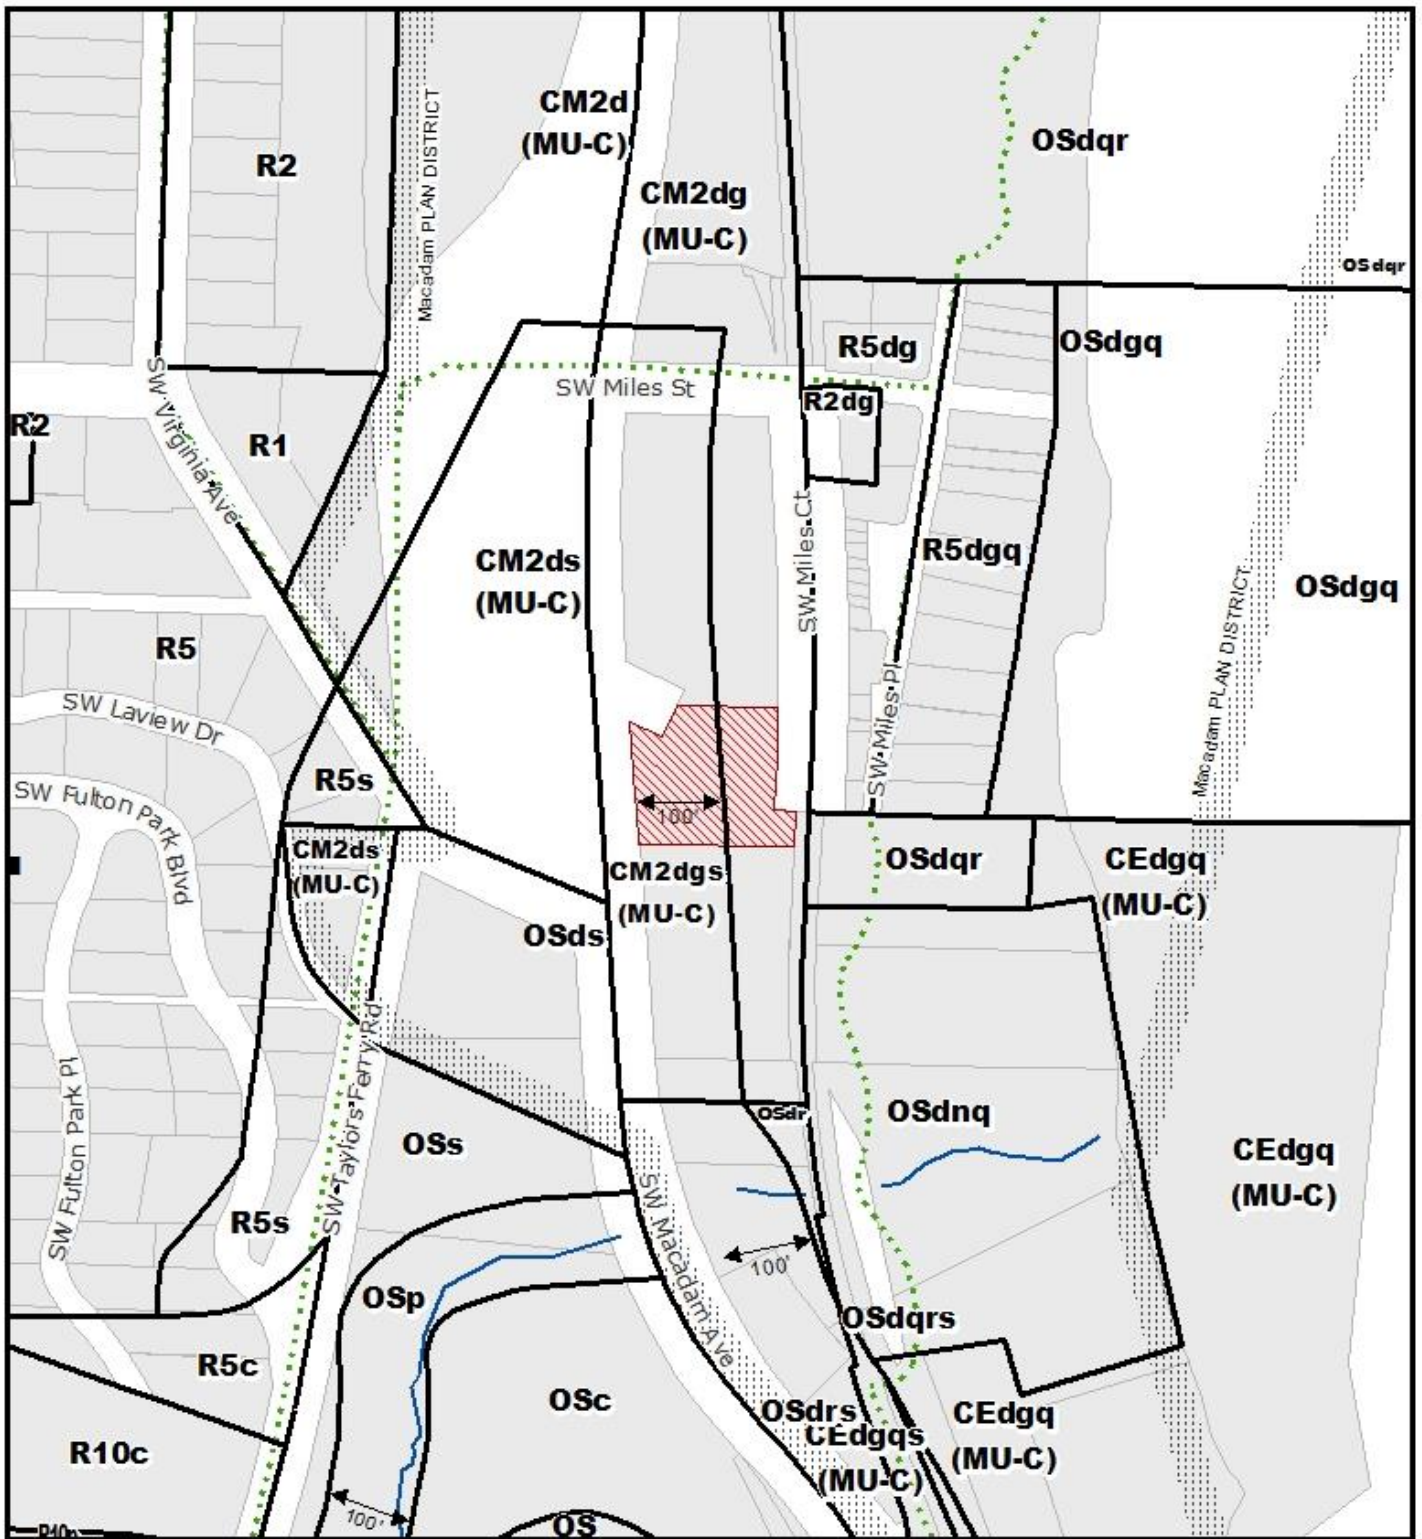 CM2d
(MU-C)
OSdqr
R2
Macadam PLAN DISTRICT
CM2dg
(MU-C)
OSdqr
OSdgq
R5dg
SW Miles St
R2dg
SW Virginia Ave
R2
R1
SW Miles Ct
CM2ds
(MU-C)
R5dgq
OSdgq
Macadam PLAN DISTRICT
R5
SW Laview Dr
SW Miles Pl
R5s
SW Fulton Park Blvd
100'
CM2ds
(MU-C)
CM2dgs
(MU-C)
OSdqr
CEdgq
(MU-C)
OSds
SW Taylors Ferry Rd
SW Fulton Park Pl
OSdr
OSdnq
OSs
CEdgq
(MU-C)
R5s
SW Macadam Ave
100'
OSp
OSdqrs
R5c
OSc
OSdrs
CEdgqs
(MU-C)
CEdgq
(MU-C)
R10c
100'
OS